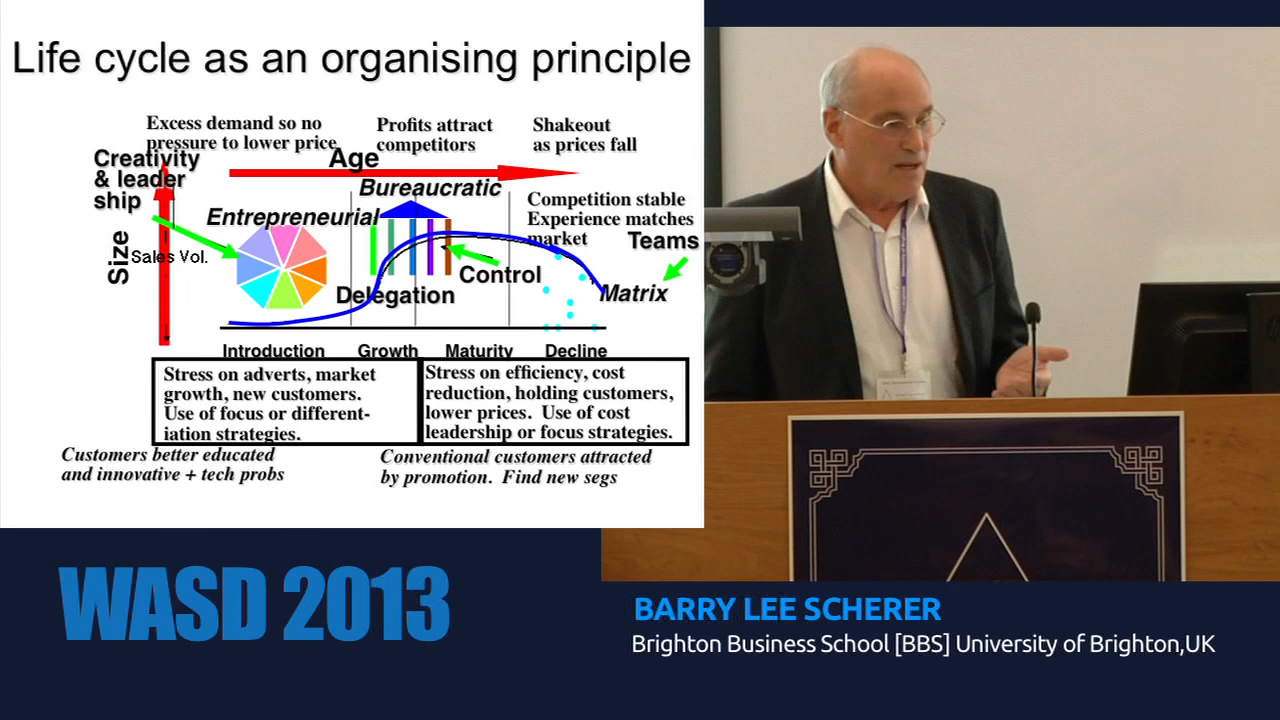 Life cycle as an organising principle
Excess demand so no
pressure to lower price
Profits attract
competitors
Shakeout
as prices fall
Creativity
& leader
ship
Age
Bureaucratic
Entrepreneurial
Competition stable
Experience matches
market
Teams
Size
Sales Vol.
Control
Delegation
Matrix
Introduction Growth Maturity Decline
Stress on adverts, market
growth, new customers.
Use of focus or different-
iation strategies.
Stress on efficiency, cost
reduction, holding customers,
lower prices. Use of cost
leadership or focus strategies.
Customers better educated
and innovative + tech probs
Conventional customers attracted
by promotion. Find new segs
WASD 2013
BARRY LEE SCHERER
Brighton Business School [BBS] University of Brighton,UK